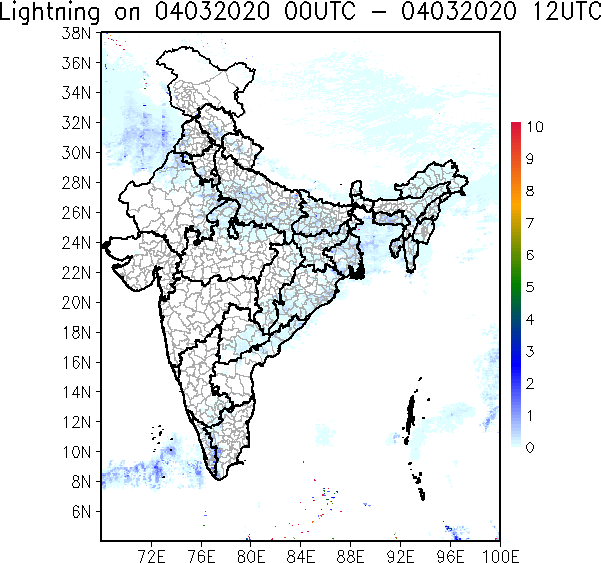 Lightning on 04032020 00UTC – 04032020 12UTC
38N
36N
34N
32N
30N
28N
26N
24N
22N
20N
18N
16N
14N
12N
10N
8N
6N
72E 76E 80E 84E 88E 92E 96E 100E
10
9
8
7
6
5
4
3
2
1
0